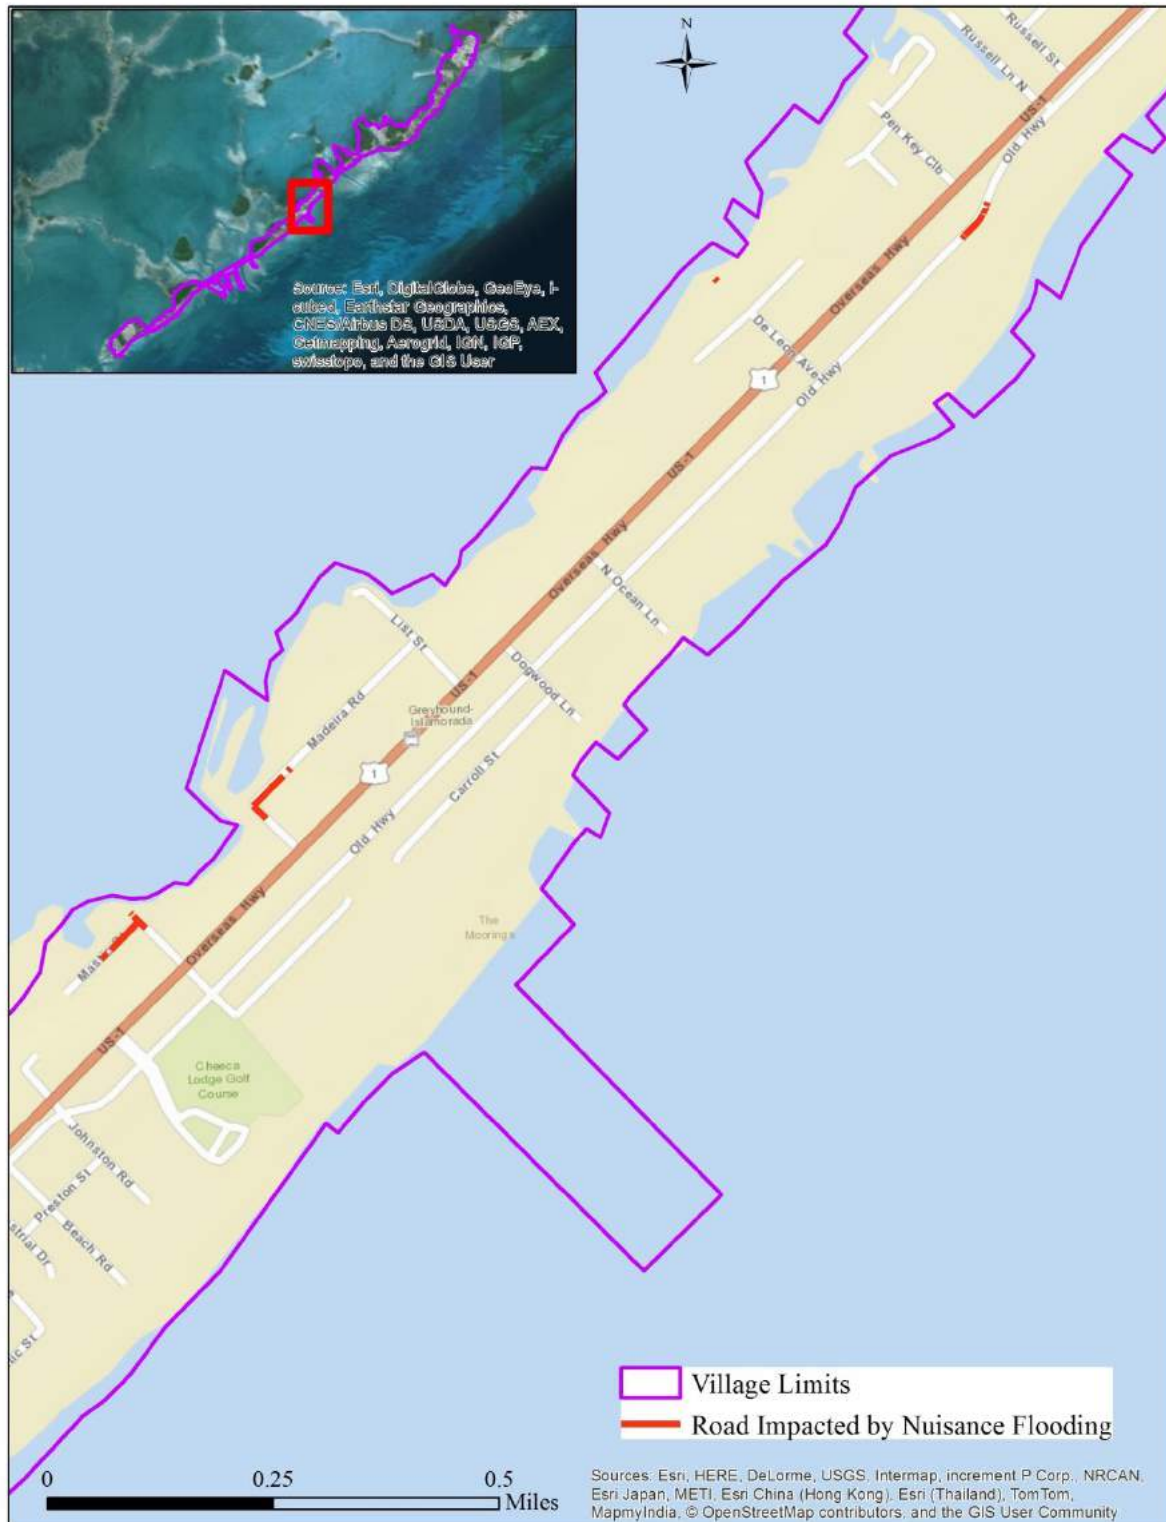 N
Source: Esri, DigitalGlobe, GeoEye, i-
cubed, Earthstar Geographics,
CNES/Airbus DS, USDA, USGS, AEX,
Getmapping, Aerogrid, IGN, IGP,
swisstopo, and the GIS User
Russell St
Russell Ln N
US-1
Old Hwy
Pen Key Clb
Overseas Hwy
De Leon Ave
1
Old Hwy
US-1
Overseas Hwy
N Ocean Ln
List St
US-1
Dogwood Ln
Greyhound-
Islamorada
Madeira Rd
1
Carroll St
Old Hwy
Overseas Hwy
The
Moorings
US-1
Cheeca
Lodge Golf
Course
Johnston Rd
Preston St
Beach Rd
strial Dr
St
Village Limits
Road Impacted by Nuisance Flooding
0 0.25 0.5
Miles
Sources: Esri, HERE, DeLorme, USGS, Intermap, increment P Corp., NRCAN,
Esri Japan, METI, Esri China (Hong Kong), Esri (Thailand), TomTom,
MapmyIndia, © OpenStreetMap contributors, and the GIS User Community